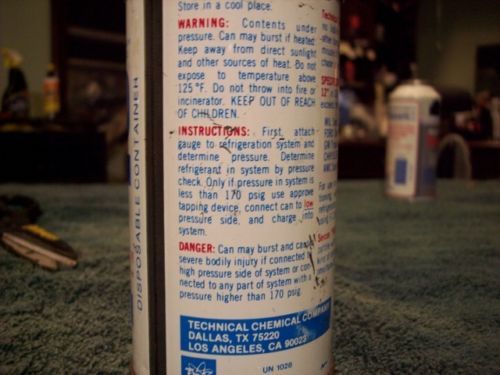 Store in a cool place.
WARNING: Contents under
pressure. Can may burst if heated
Keep away from direct sunlight
and other sources of heat. Do not
expose to temperature above
125°F. Do not throw into fire or
incinerator. KEEP OUT OF REACH
OF CHILDREN.
INSTRUCTIONS: First, attach
gauge to refrigeration system and
determine pressure. Determine
refrigerant in system by pressure
check. Only if pressure in system is
less than 170 psig use approve
tapping device, connect can to low
pressure side, and charge into
system.
DANGER: Can may burst and cause
severe bodily injury if connected
high pressure side of system or con-
nected to any part of system with a
pressure higher than 170 psig.
TECHNICAL CHEMICAL COMPANY
DALLAS, TX 75220
LOS ANGELES, CA 90023
UN 1028
DISPOSABLE CONTAINER